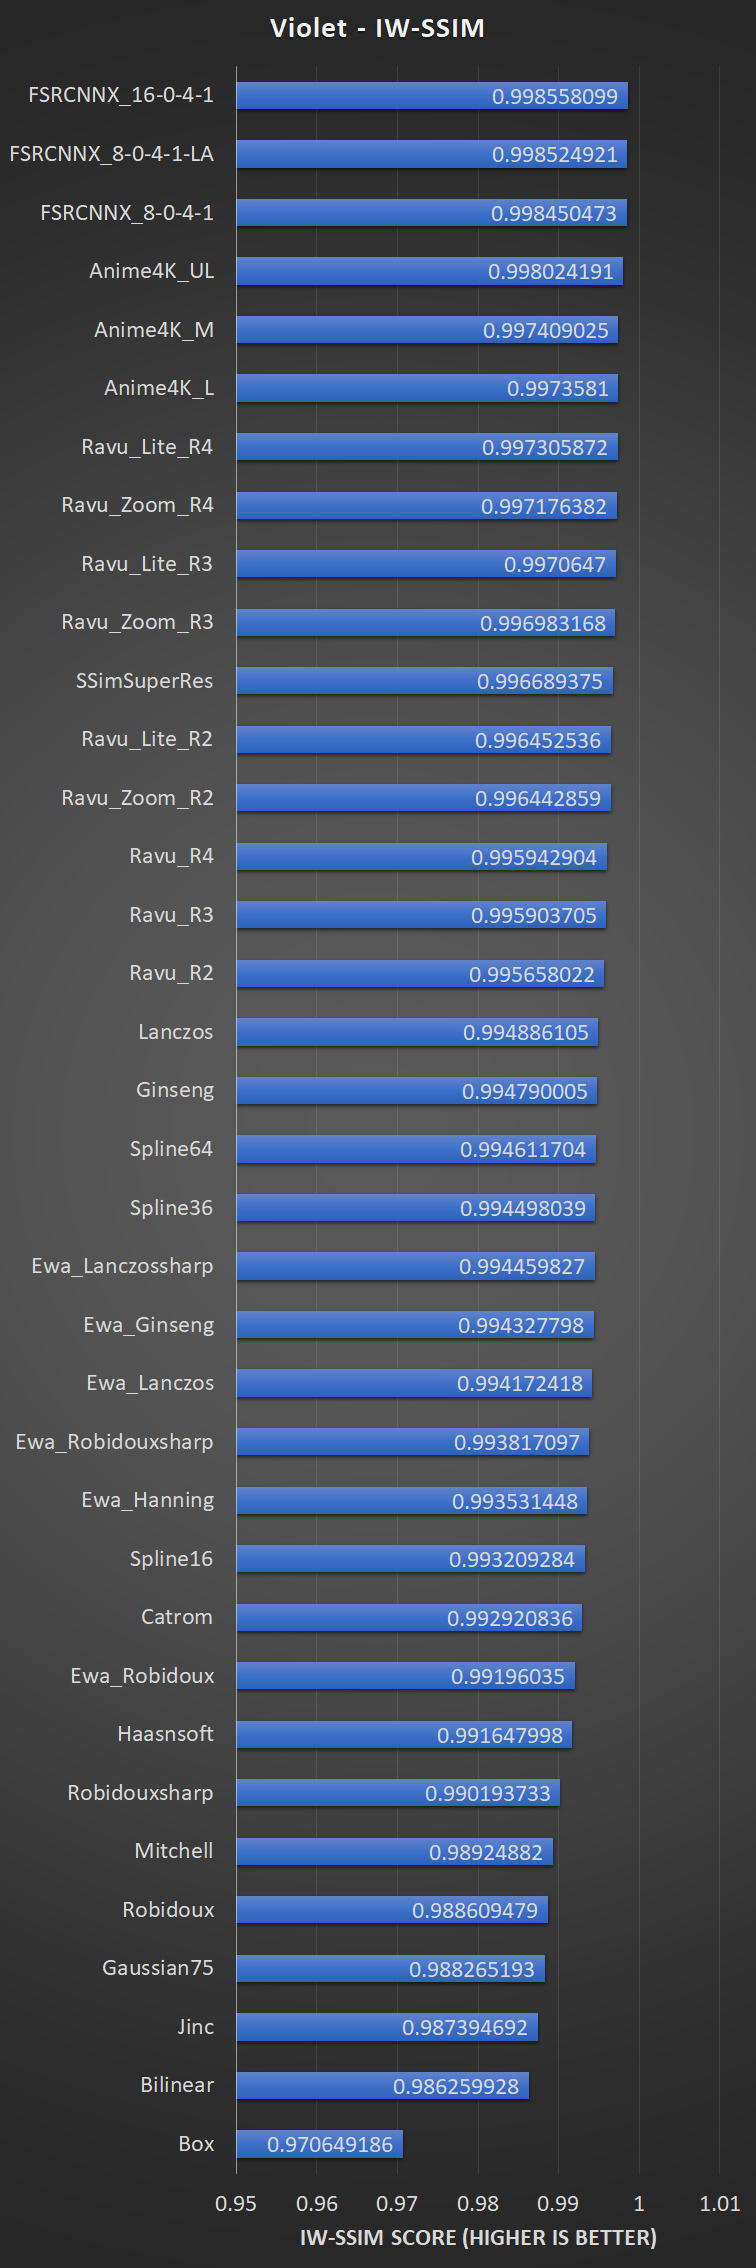 Violet - IW-SSIM
FSRCNNX_16-0-4-1 0.998558099
FSRCNNX_8-0-4-1-LA 0.998524921
FSRCNNX_8-0-4-1 0.998450473
Anime4K_UL 0.998024191
Anime4K_M 0.997409025
Anime4K_L 0.9973581
Ravu_Lite_R4 0.997305872
Ravu_Zoom_R4 0.997176382
Ravu_Lite_R3 0.9970647
Ravu_Zoom_R3 0.996983168
SSimSuperRes 0.996689375
Ravu_Lite_R2 0.996452536
Ravu_Zoom_R2 0.996442859
Ravu_R4 0.995942904
Ravu_R3 0.995903705
Ravu_R2 0.995658022
Lanczos 0.994886105
Ginseng 0.994790005
Spline64 0.994611704
Spline36 0.994498039
Ewa_Lanczossharp 0.994459827
Ewa_Ginseng 0.994327798
Ewa_Lanczos 0.994172418
Ewa_Robidouxsharp 0.993817097
Ewa_Hanning 0.993531448
Spline16 0.993209284
Catrom 0.992920836
Ewa_Robidoux 0.99196035
Haasnsoft 0.991647998
Robidouxsharp 0.990193733
Mitchell 0.98924882
Robidoux 0.988609479
Gaussian75 0.988265193
Jinc 0.987394692
Bilinear 0.986259928
Box 0.970649186
0.95 0.96 0.97 0.98 0.99 1 1.01
IW-SSIM SCORE (HIGHER IS BETTER)